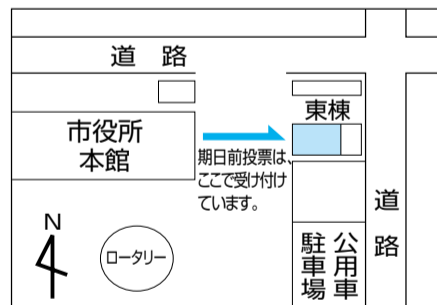 道 路
東棟
市役所
本館
期日前投票は、
ここで受け付け
ています。
道
路
N
ロータリー
公用車
駐車場